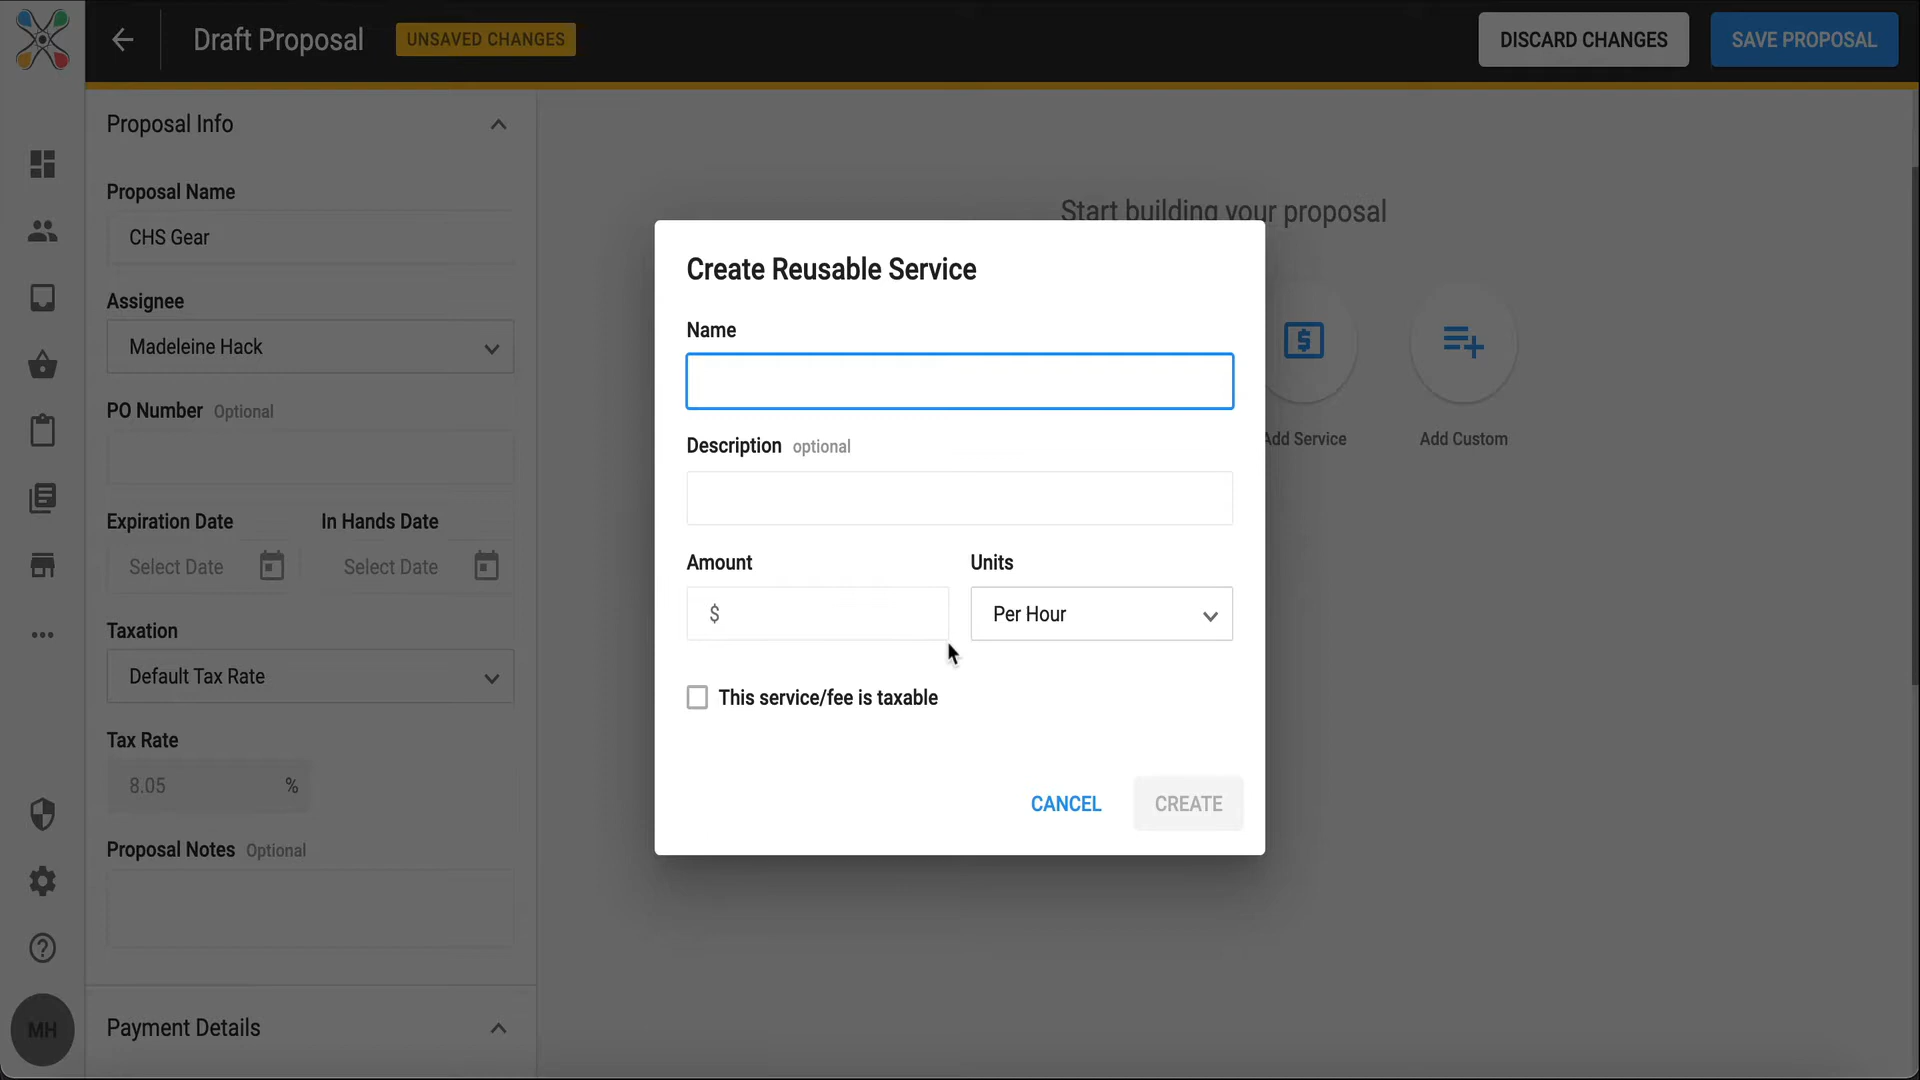 Draft Proposal
UNSAVED CHANGES
DISCARD CHANGES
SAVE PROPOSAL
Proposal Info
Proposal Name
CHS Gear
Assignee
Madeleine Hack
PO Number Optional
Expiration Date
In Hands Date
Select Date
Select Date
Taxation
Default Tax Rate
Tax Rate
8.05 %
Proposal Notes Optional
Payment Details
MH
Start building your proposal
Add Service
Add Custom
Create Reusable Service
Name
Description optional
Amount
Units
$
Per Hour
This service/fee is taxable
CANCEL
CREATE